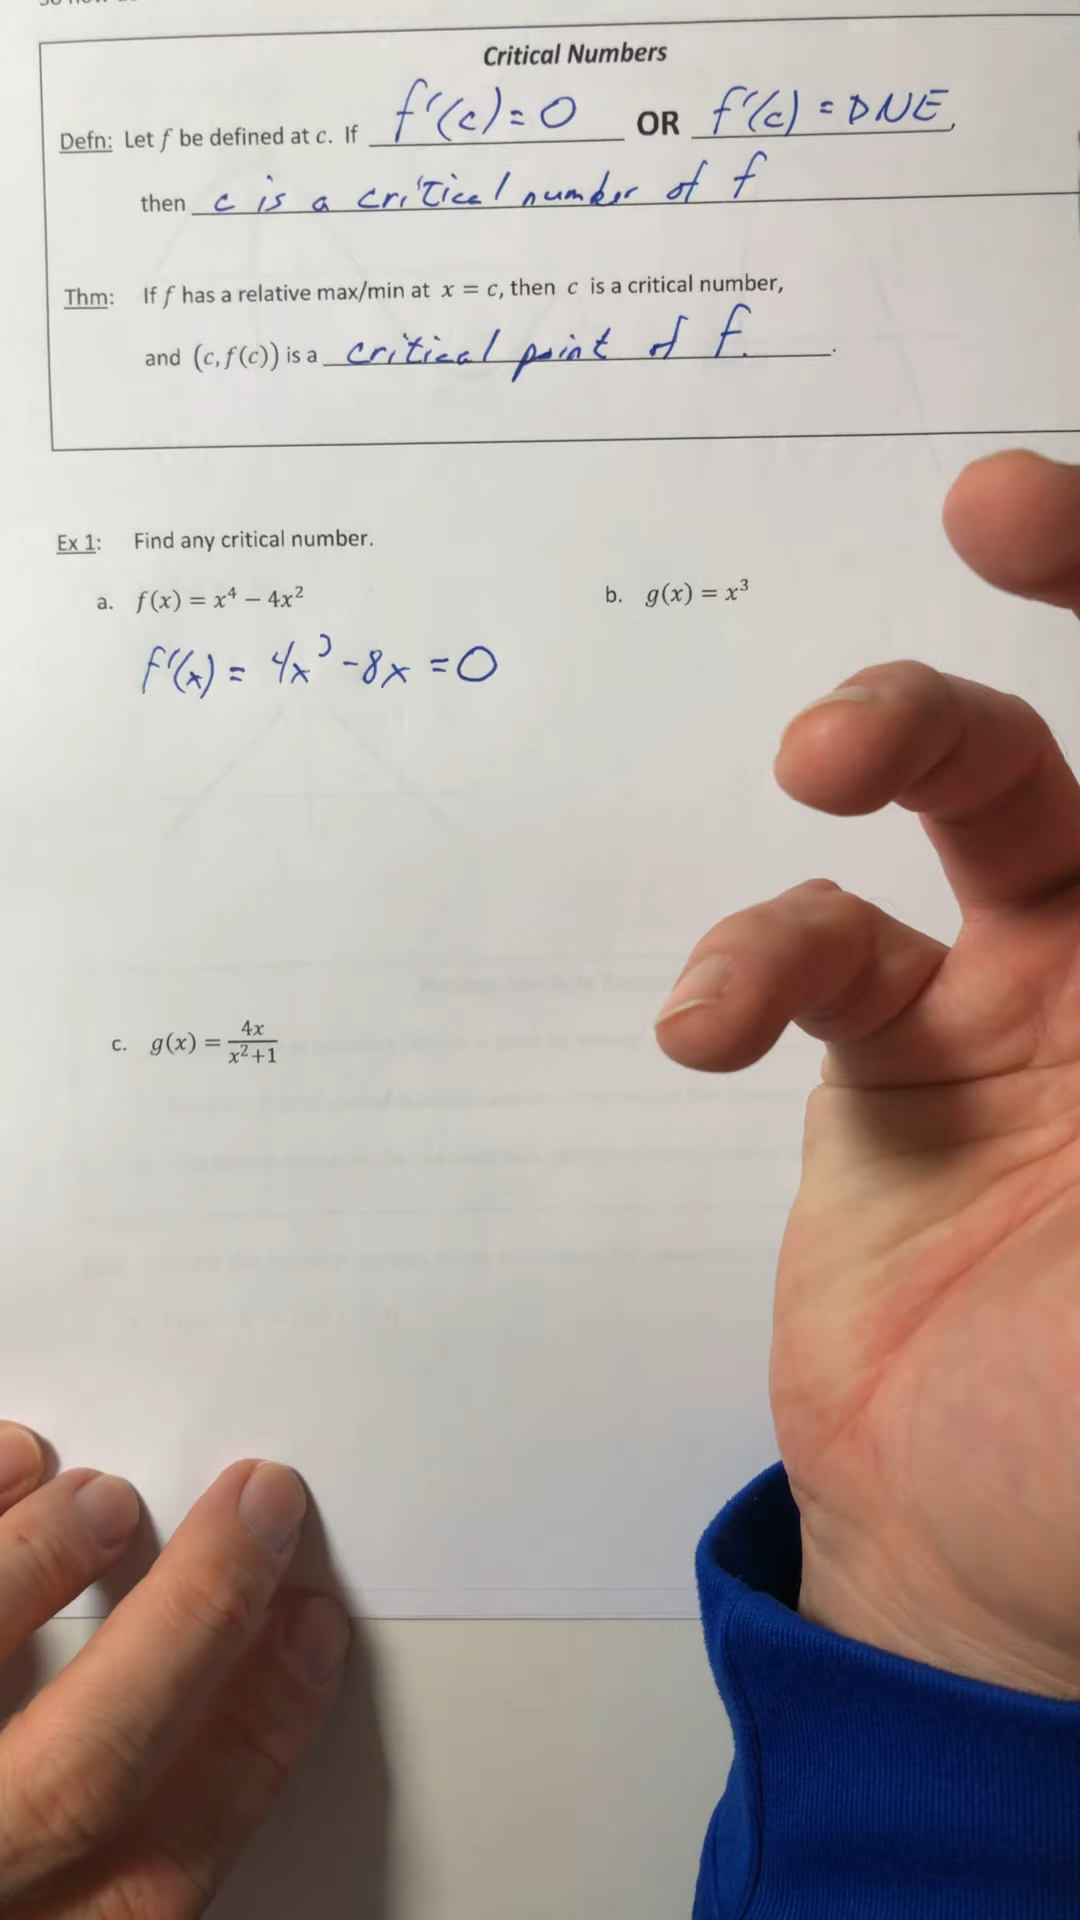 Critical Numbers
Defn: Let f be defined at c. If f'(c) = 0 OR f'(c) = DNE,
then c is a critical number of f
Thm: If f has a relative max/min at x = c, then c is a critical number,
and (c, f(c)) is a critical point of f.
Ex 1: Find any critical number.
a. f(x) = x⁴ − 4x² b. g(x) = x³
f'(x) = 4x³ - 8x = 0
c. g(x) = 4x/(x²+1)